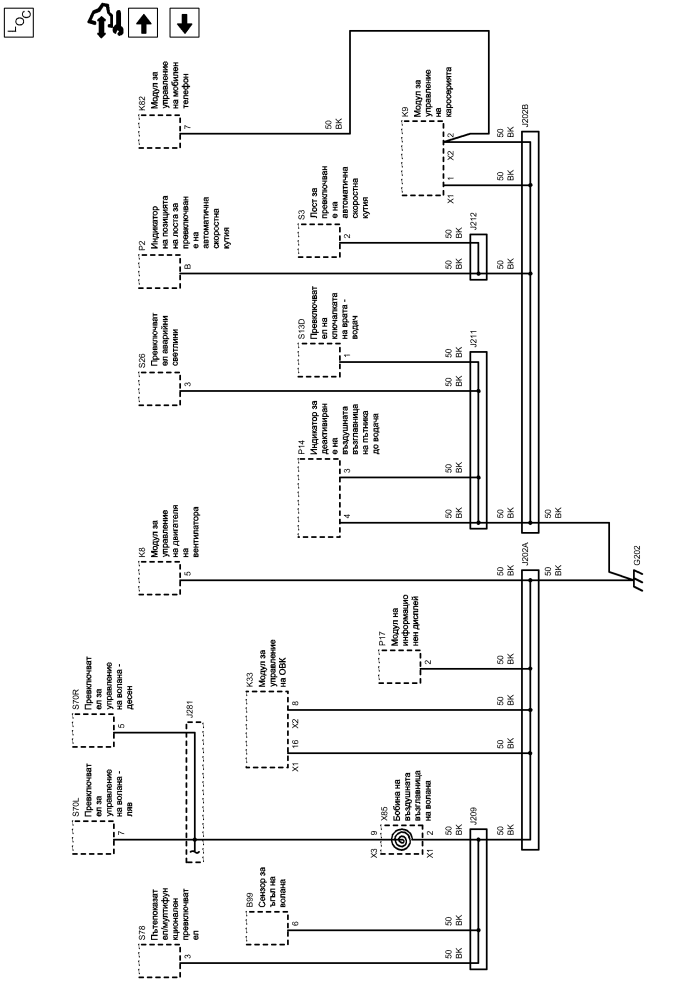 LOC
K82
Модул за
управление
на мобилен
телефон
7
50
BK
K9
Модул за
управление
на
каросерията
2
X2
1
X1
50
BK
50
BK
J202B
P2
Индикатор
на позицията
на лоста за
превключван
е на
автоматична
скоростна
кутия
B
S3
Лост за
превключван
е на
автоматична
скоростна
кутия
2
50
BK
50
BK
J212
50
BK
S26
Превключват
ел аварийни
светлини
3
S13D
Превключват
ел на
ключалката
на врата -
водач
1
50
BK
50
BK
J211
P14
Индикатор за
деактивиран
е на
въздушната
възглавница
на пътника
до водача
3
4
50
BK
50
BK
50
BK
50
BK
K8
Модул за
управление
на двигателя
на
вентилатора
5
50
BK
J202A
50
BK
G202
P17
Модул на
информацио
нен дисплей
2
50
BK
K33
Модул за
управление
на ОВК
8
X2
16
X1
50
BK
50
BK
S70R
Превключват
ел за
управление
на волана -
десен
5
J281
S70L
Превключват
ел за
управление
на волана -
ляв
7
X85
Бобина на
въздушната
възглавница
на волана
9
X3
2
X1
50
BK
J209
50
BK
B99
Сензор за
ъгъл на
волана
6
50
BK
S78
Пътепоказат
ел/мултифун
кционален
превключват
ел
3
50
BK